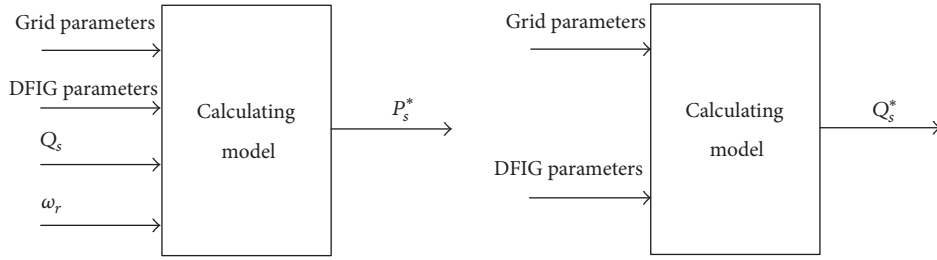 Grid parameters
DFIG parameters
Q_s
ω_r
Calculating
model
P_s^*
Grid parameters
DFIG parameters
Calculating
model
Q_s^*